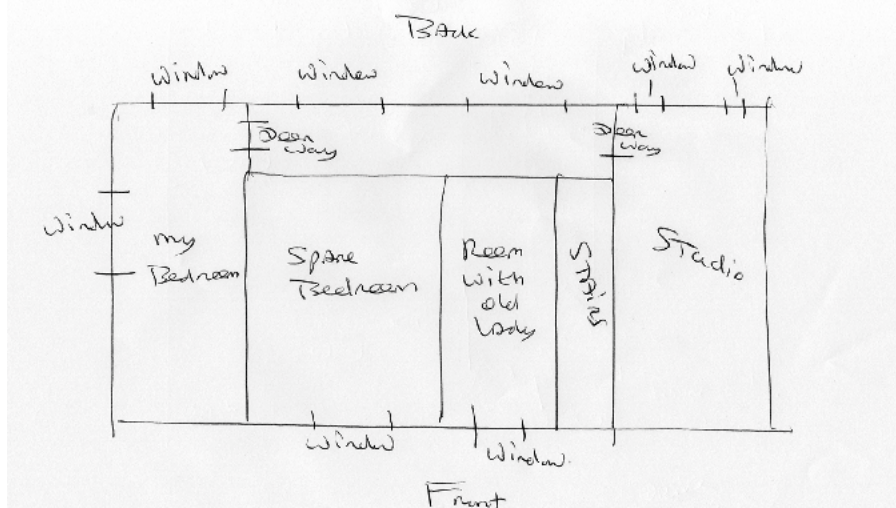 Back
window
window
window
window
window
Door
way
Door
way
window
my
Bedroom
Spare
Bedroom
Room
with
old
lady
STAirs
STudio
window
window
Front